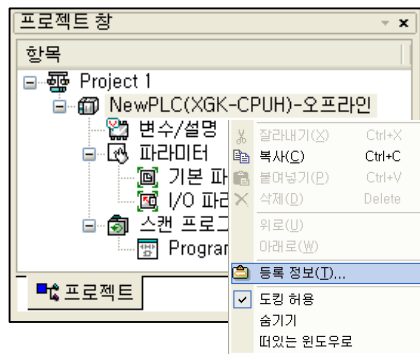 프로젝트 창
항목
Project 1
NewPLC(XGK-CPUH)-오프라인
변수/설명
파라미터
기본 파
I/O 파라
스캔 프로그
Program
프로젝트
잘라내기(X) Ctrl+X
복사(C) Ctrl+C
붙여넣기(P) Ctrl+V
삭제(D) Delete
위로(U)
아래로(W)
등록 정보(T)...
도킹 허용
숨기기
떠있는 윈도우로